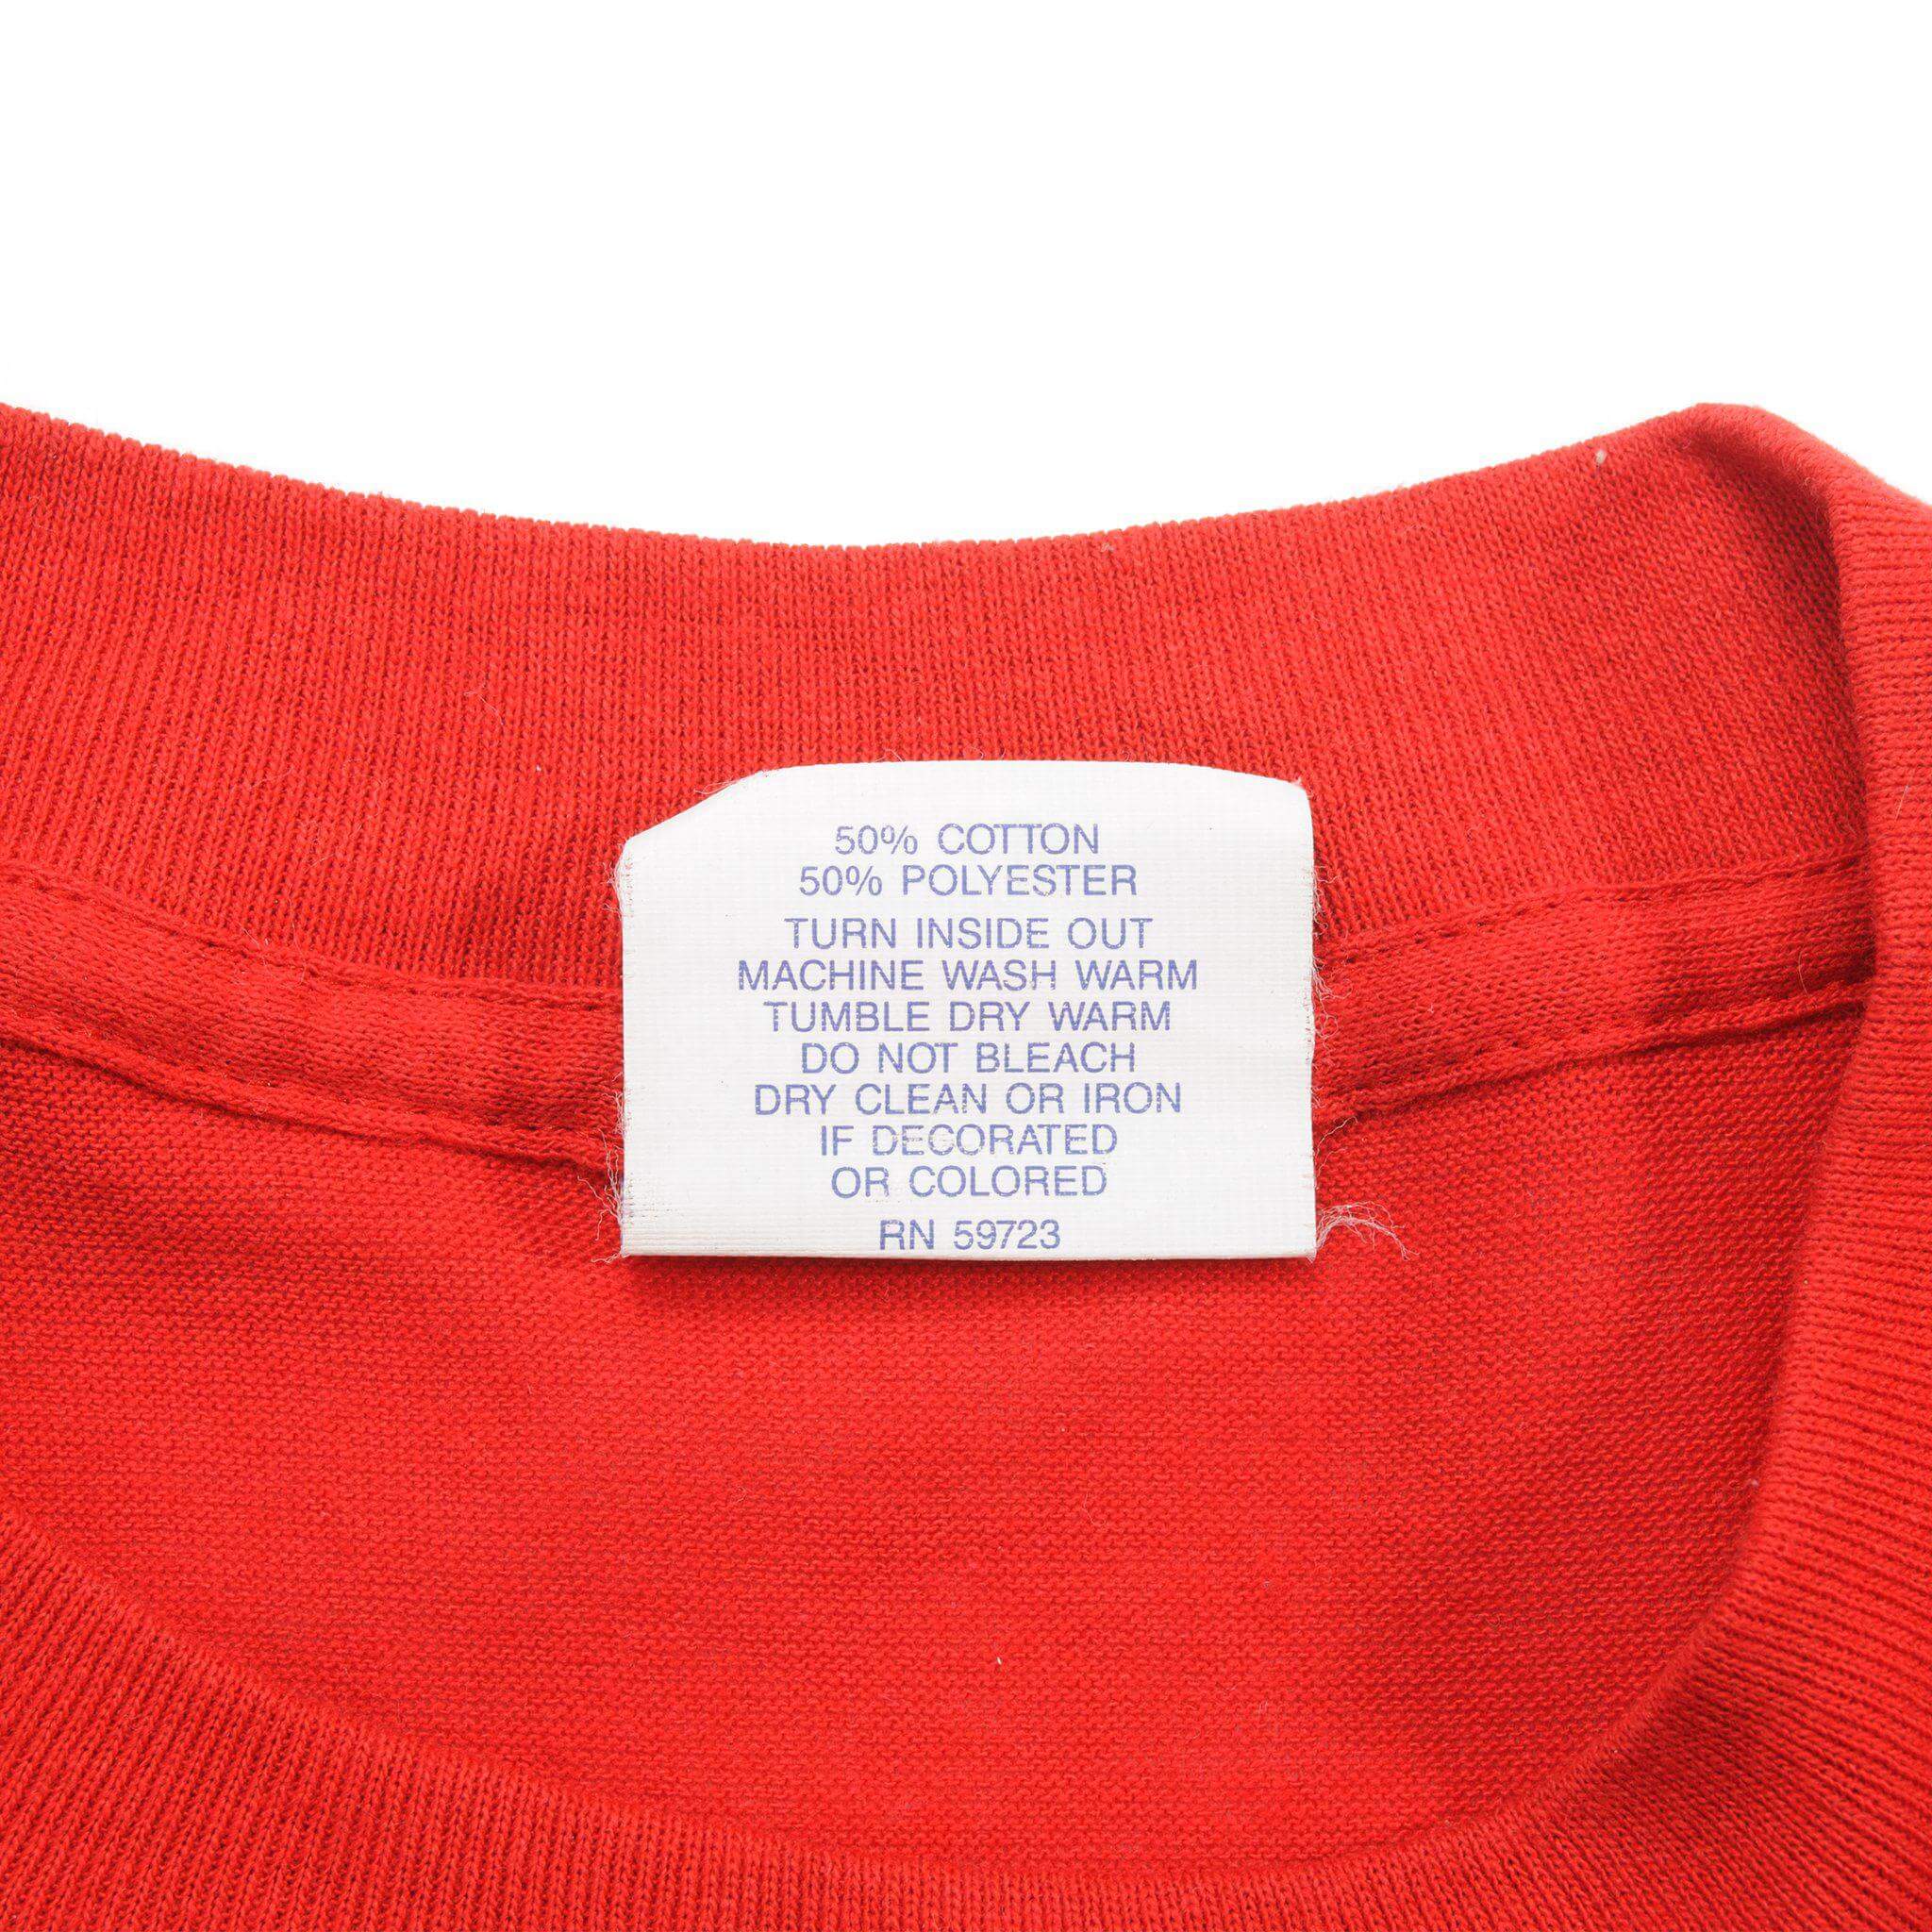 50% COTTON
50% POLYESTER
TURN INSIDE OUT
MACHINE WASH WARM
TUMBLE DRY WARM
DO NOT BLEACH
DRY CLEAN OR IRON
IF DECORATED
OR COLORED
RN 59723